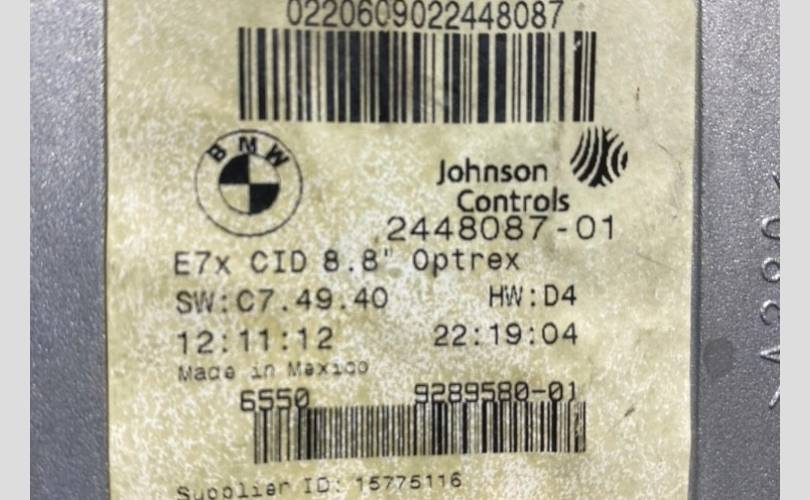 0220609022448087
BMW
Johnson
Controls
2448087-01
E7x CID 8.8" Optrex
SW:C7.49.40 HW:D4
12:11:12 22:19:04
Made in Mexico
6550 9289580-01
Supplier ID: 15775116